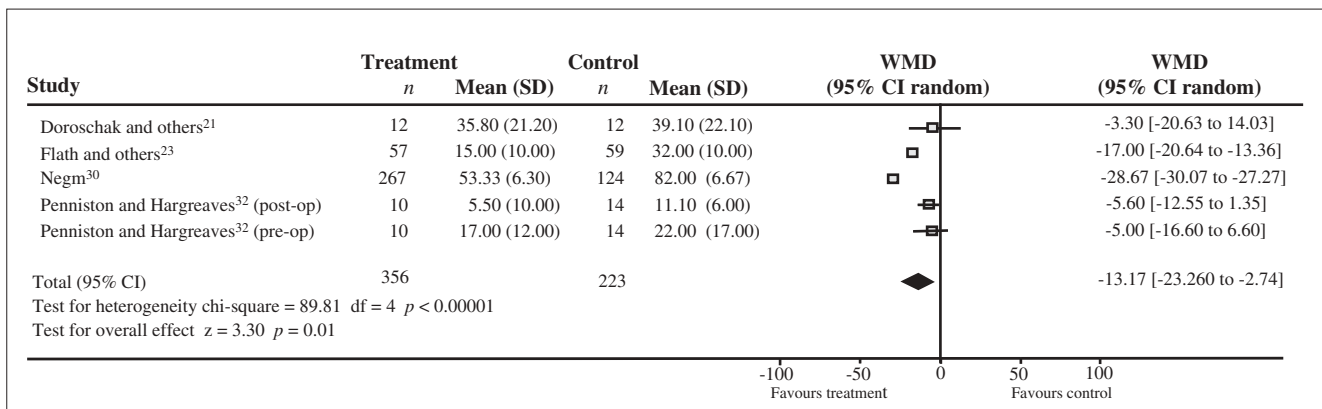 Treatment Control WMD WMD
Study n Mean (SD) n Mean (SD) (95% CI random) (95% CI random)
Doroschak and others²¹ 12 35.80 (21.20) 12 39.10 (22.10) -3.30 [-20.63 to 14.03)
Flath and others²³ 57 15.00 (10.00) 59 32.00 (10.00) -17.00 [-20.64 to -13.36]
Negm³⁰ 267 53.33 (6.30) 124 82.00 (6.67) -28.67 [-30.07 to -27.27]
Penniston and Hargreaves³² (post-op) 10 5.50 (10.00) 14 11.10 (6.00) -5.60 [-12.55 to 1.35)
Penniston and Hargreaves³² (pre-op) 10 17.00 (12.00) 14 22.00 (17.00) -5.00 [-16.60 to 6.60]
Total (95% CI) 356 223 -13.17 [-23.260 to -2.74]
Test for heterogeneity chi-square = 89.81 df = 4 p < 0.00001
Test for overall effect z = 3.30 p = 0.01
-100 -50 0 50 100
Favours treatment Favours control